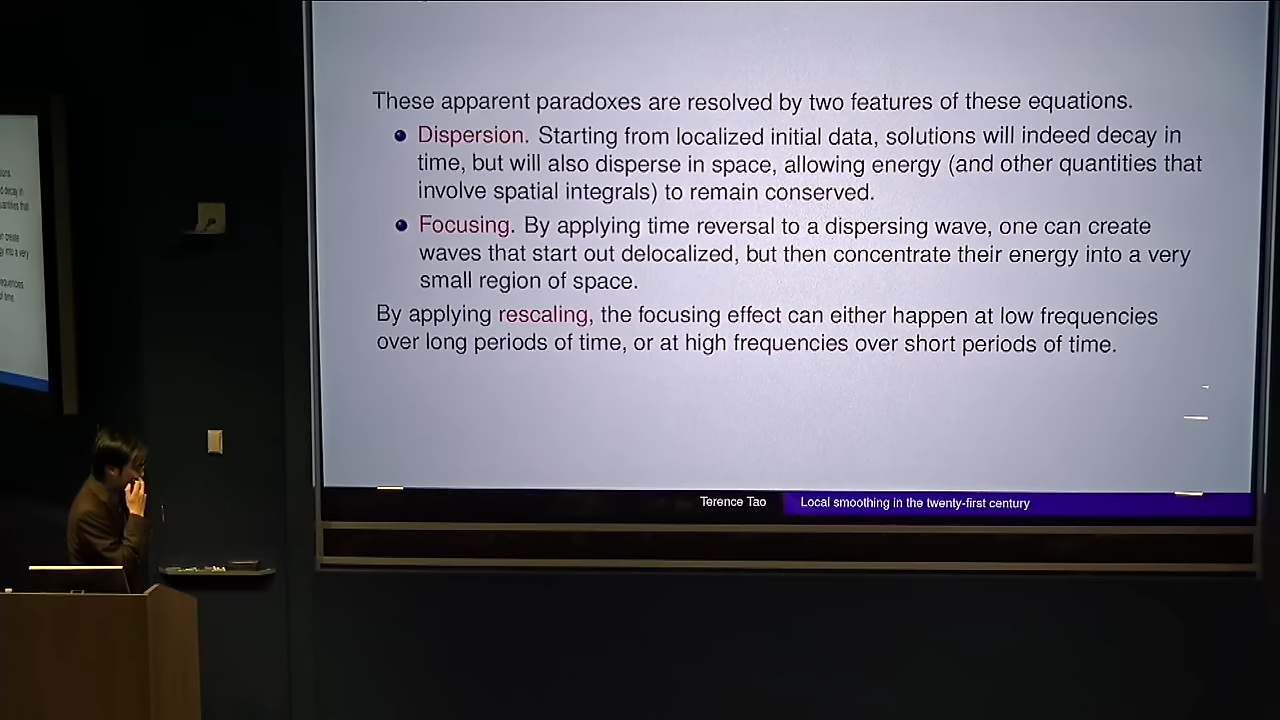 These apparent paradoxes are resolved by two features of these equations.
Dispersion. Starting from localized initial data, solutions will indeed decay in
time, but will also disperse in space, allowing energy (and other quantities that
involve spatial integrals) to remain conserved.
Focusing. By applying time reversal to a dispersing wave, one can create
waves that start out delocalized, but then concentrate their energy into a very
small region of space.
By applying rescaling, the focusing effect can either happen at low frequencies
over long periods of time, or at high frequencies over short periods of time.
Terence Tao
Local smoothing in the twenty-first century